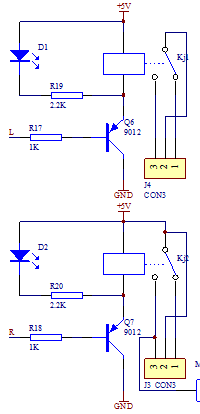 +5V
D1
Kj1
R19
2.2K
Q6
9012
L
R17
1K
3 2 1
J4
CON3
GND
+5V
D2
Kj2
R20
2.2K
Q7
9012
R
R18
1K
3 2 1
J3 CON3
M
GND